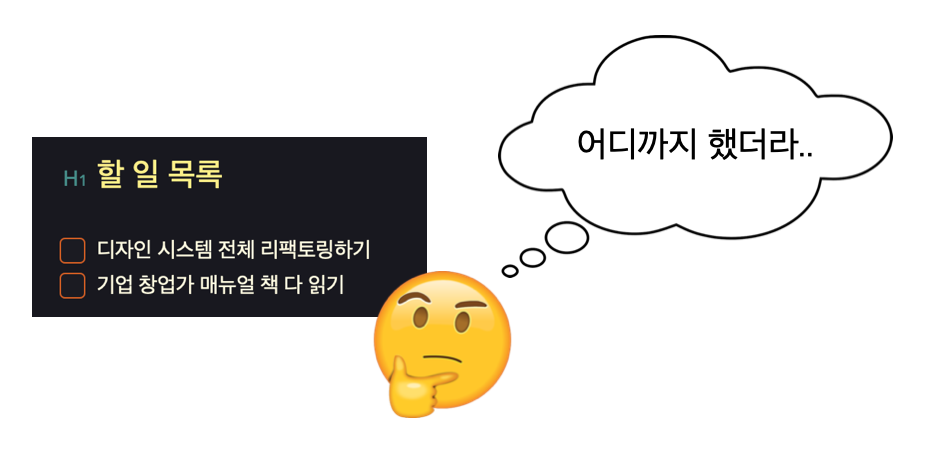 H1 할 일 목록
디자인 시스템 전체 리팩토링하기
기업 창업가 매뉴얼 책 다 읽기
어디까지 했더라..